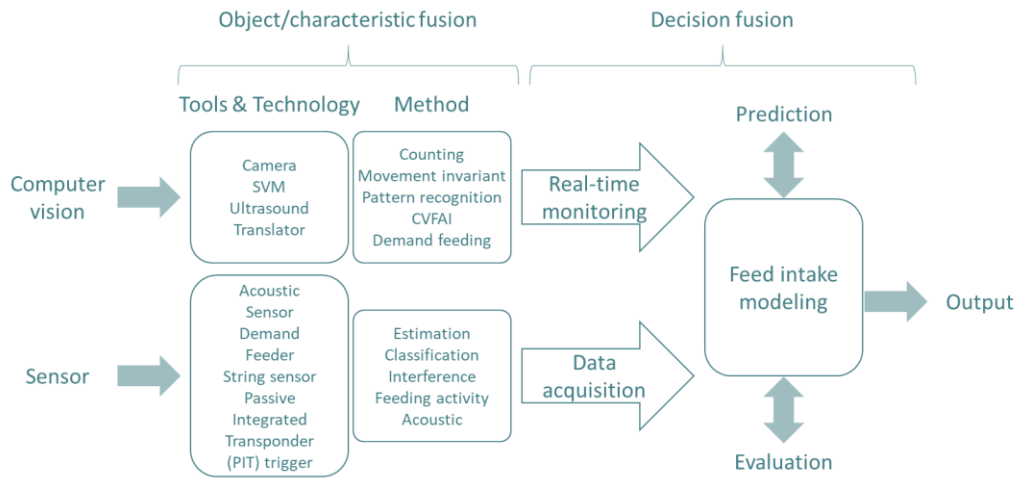 Object/characteristic fusion
Decision fusion
Tools & Technology
Method
Computer
vision
Camera
SVM
Ultrasound
Translator
Counting
Movement invariant
Pattern recognition
CVFAI
Demand feeding
Real-time
monitoring
Prediction
Feed intake
modeling
Output
Sensor
Acoustic
Sensor
Demand
Feeder
String sensor
Passive
Integrated
Transponder
(PIT) trigger
Estimation
Classification
Interference
Feeding activity
Acoustic
Data
acquisition
Evaluation